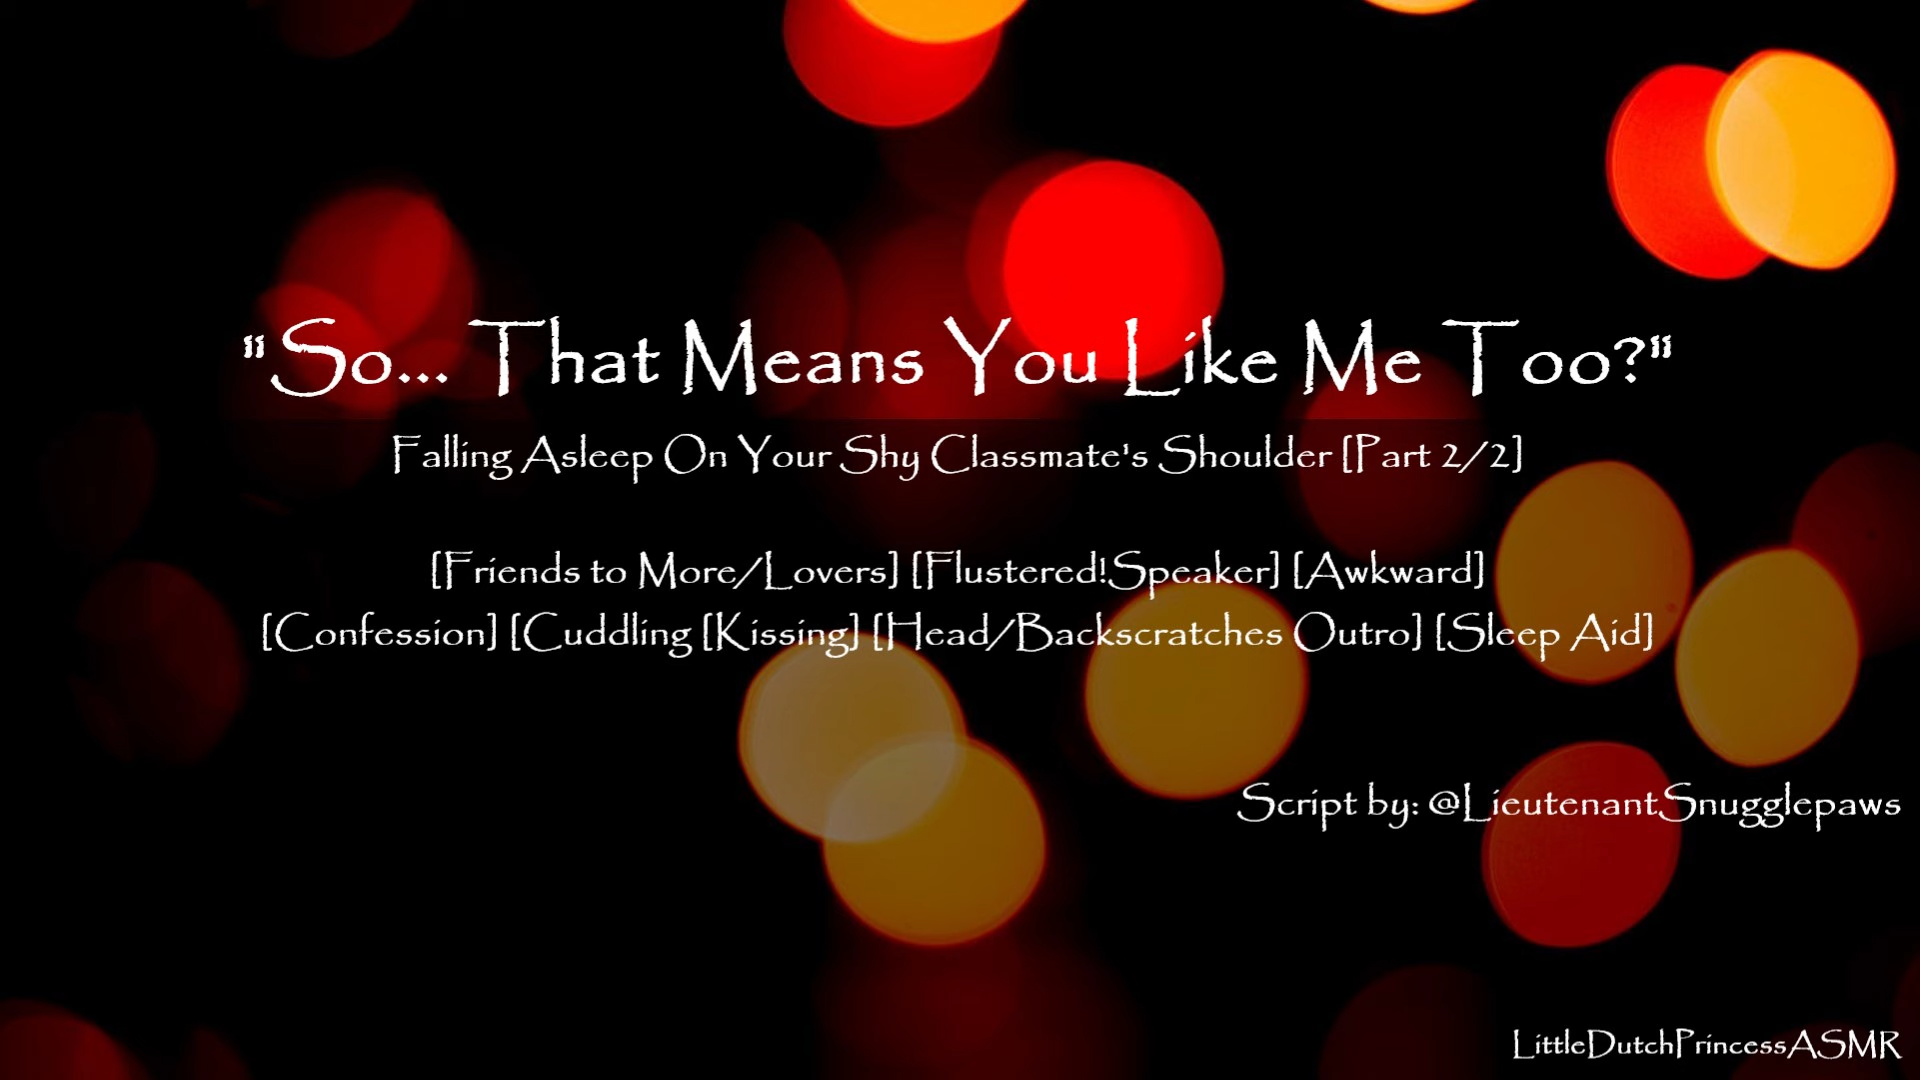 "So... That Means You Like Me Too?"
Falling Asleep On Your Shy Classmate's Shoulder [Part 2/2]
[Friends to More/Lovers] [Flustered!Speaker] [Awkward]
[Confession] [Cuddling [Kissing] [Head/Backscratches Outro] [Sleep Aid]
Script by: @LieutenantSnugglepaws
LittleDutchPrincessASMR